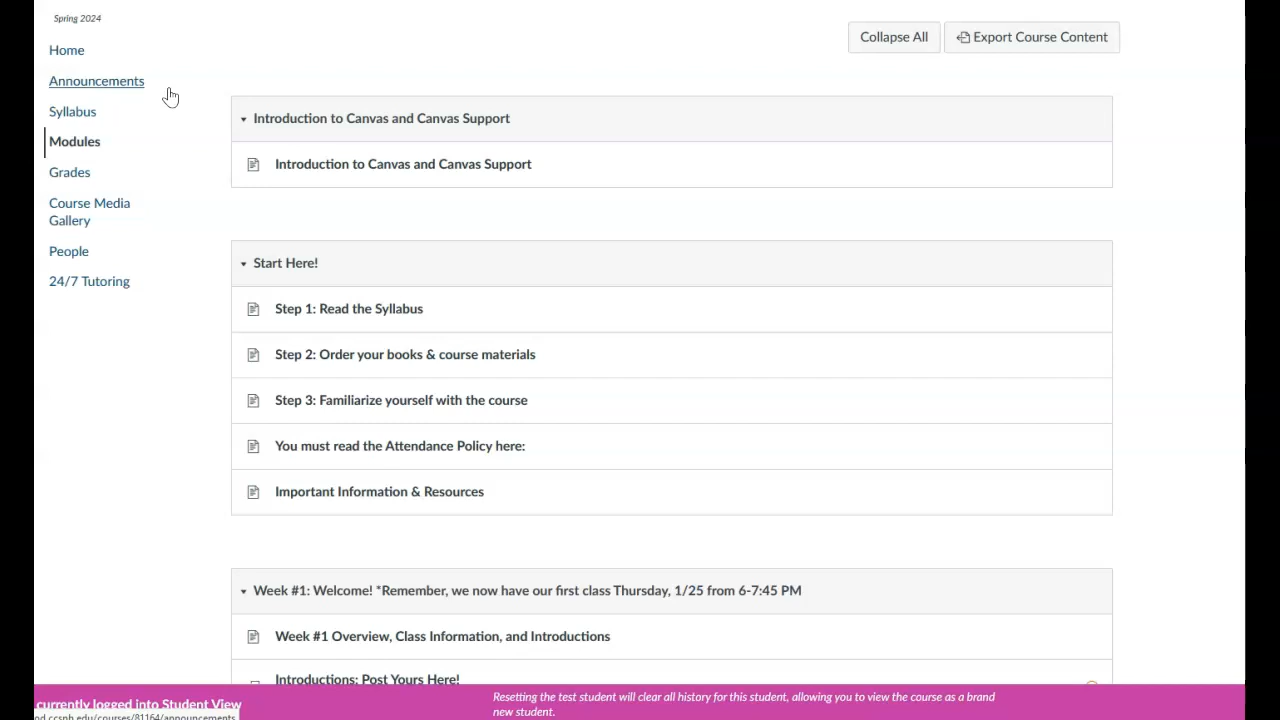 Spring 2024
Home
Announcements
Syllabus
Modules
Grades
Course Media
Gallery
People
24/7 Tutoring
Collapse All
Export Course Content
Introduction to Canvas and Canvas Support
Introduction to Canvas and Canvas Support
Start Here!
Step 1: Read the Syllabus
Step 2: Order your books & course materials
Step 3: Familiarize yourself with the course
You must read the Attendance Policy here:
Important Information & Resources
Week #1: Welcome! *Remember, we now have our first class Thursday, 1/25 from 6-7:45 PM
Week #1 Overview, Class Information, and Introductions
Introductions: Post Yours Here!
currently logged into Student View
Resetting the test student will clear all history for this student, allowing you to view the course as a brand
new student.
od.ccsnh.edu/courses/81164/announcements